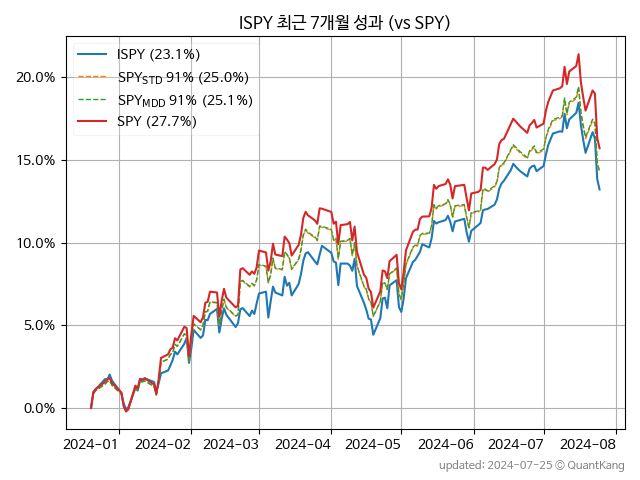 ISPY 최근 7개월 성과 (vs SPY)
ISPY (23.1%)
SPY_STD 91% (25.0%)
SPY_MDD 91% (25.1%)
SPY (27.7%)
20.0%
15.0%
10.0%
5.0%
0.0%
2024-01 2024-02 2024-03 2024-04 2024-05 2024-06 2024-07 2024-08
updated: 2024-07-25 © QuantKang